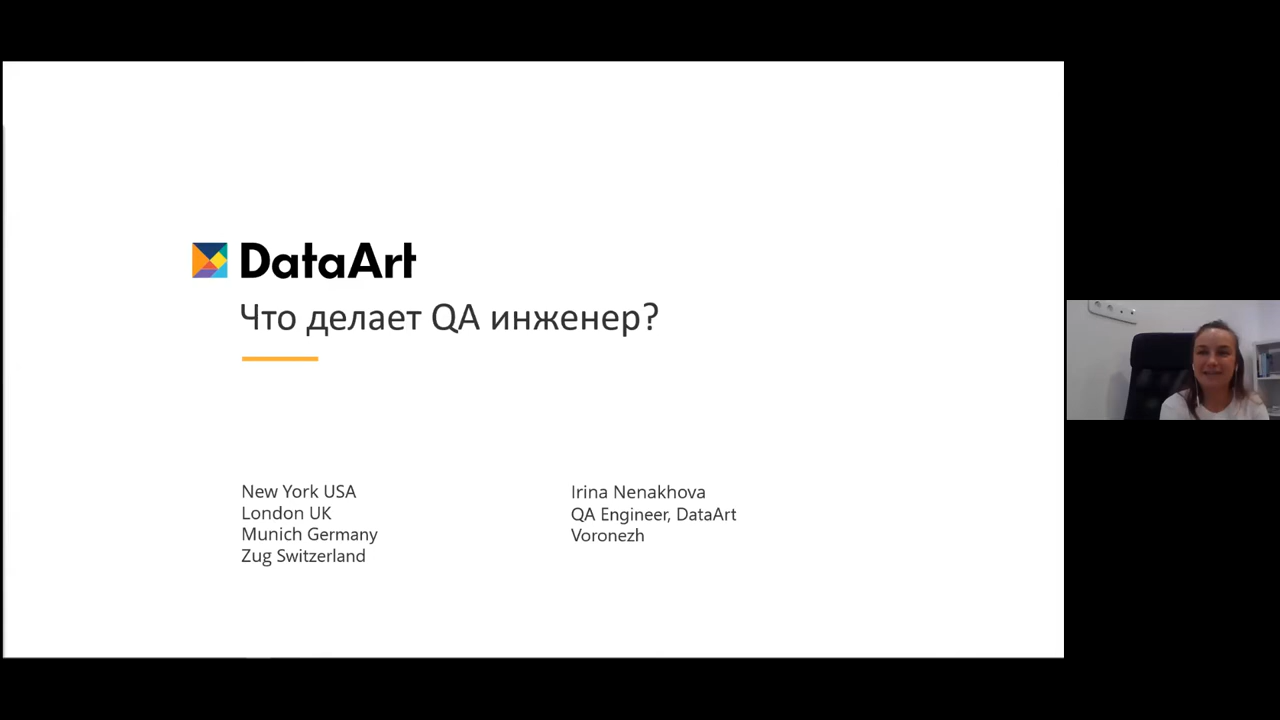 DataArt
Что делает QA инженер?
New York USA
London UK
Munich Germany
Zug Switzerland
Irina Nenakhova
QA Engineer, DataArt
Voronezh